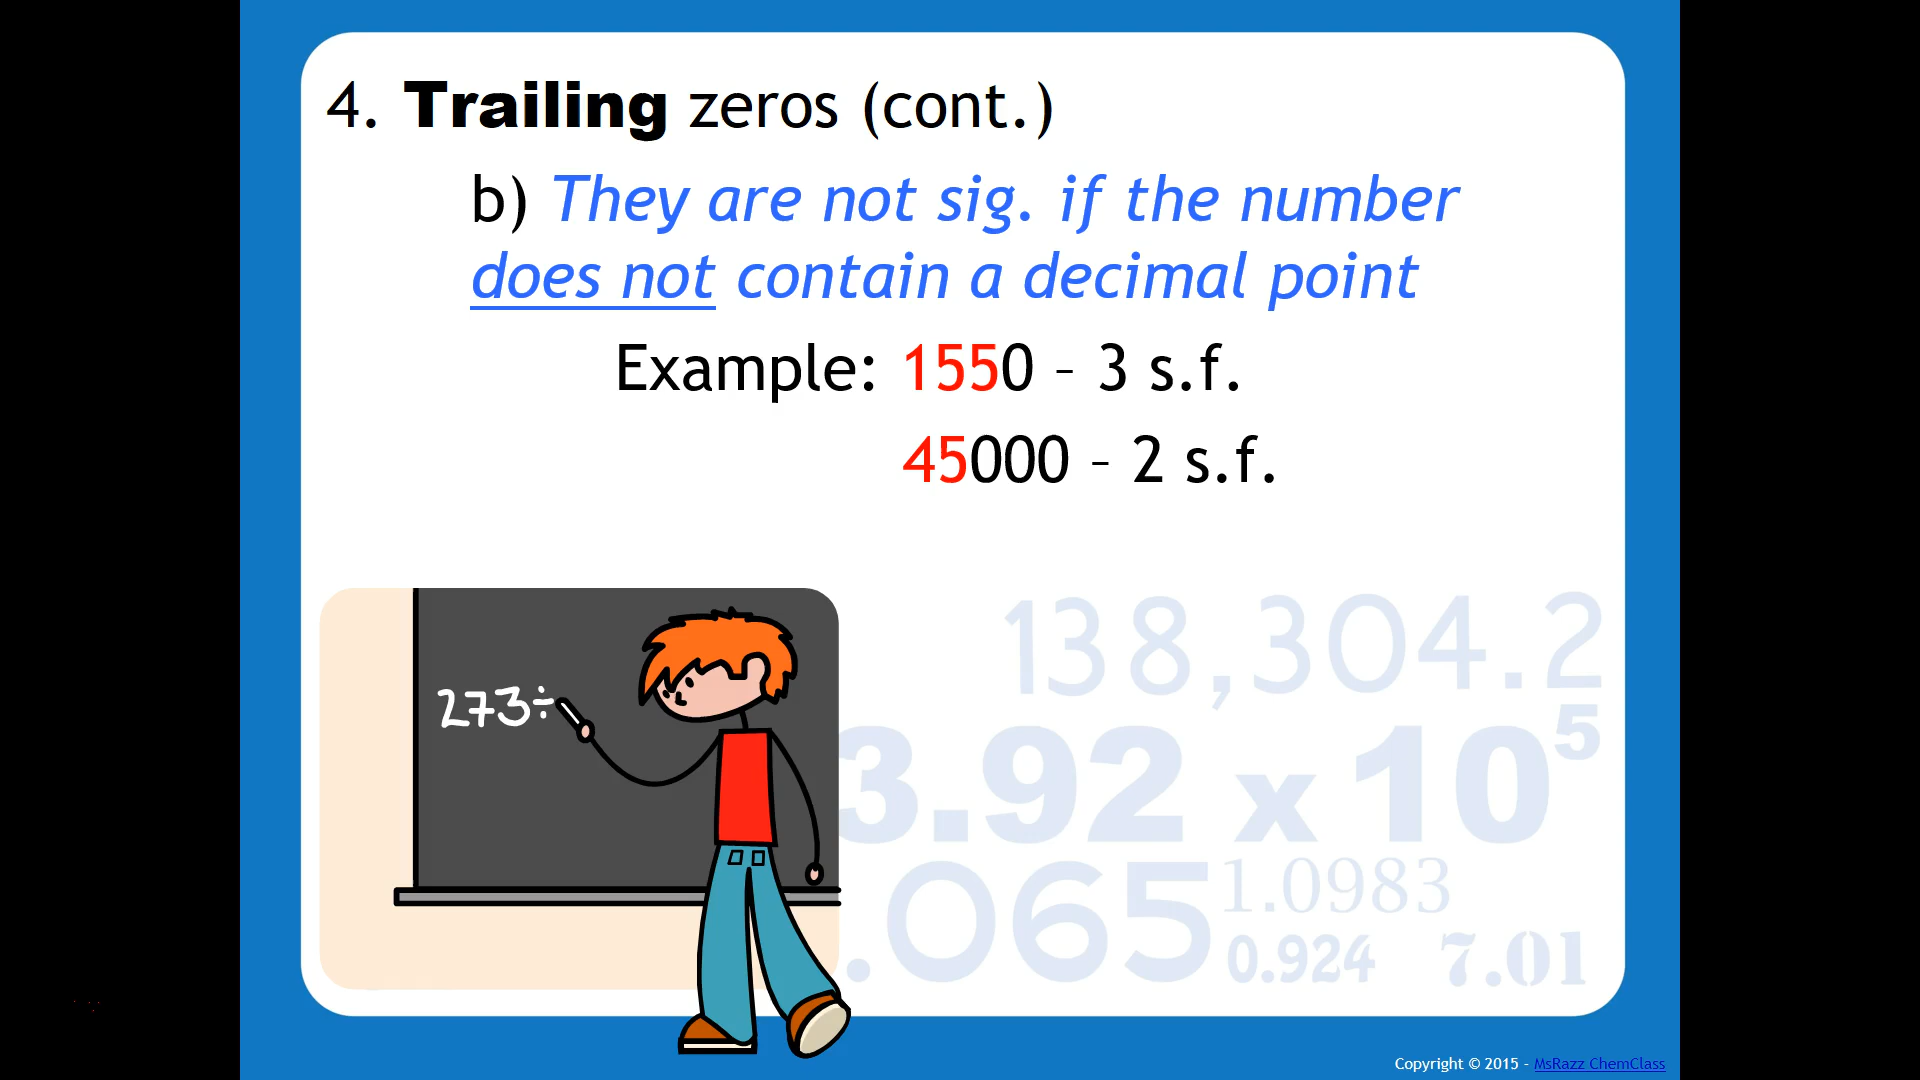 4. Trailing zeros (cont.)
b) They are not sig. if the number
does not contain a decimal point
Example: 1550 – 3 s.f.
45000 – 2 s.f.
273÷
138,304.2
3.92 x 10⁵
.065
1.0983
0.924
7.01
Copyright © 2015 - MsRazz ChemClass